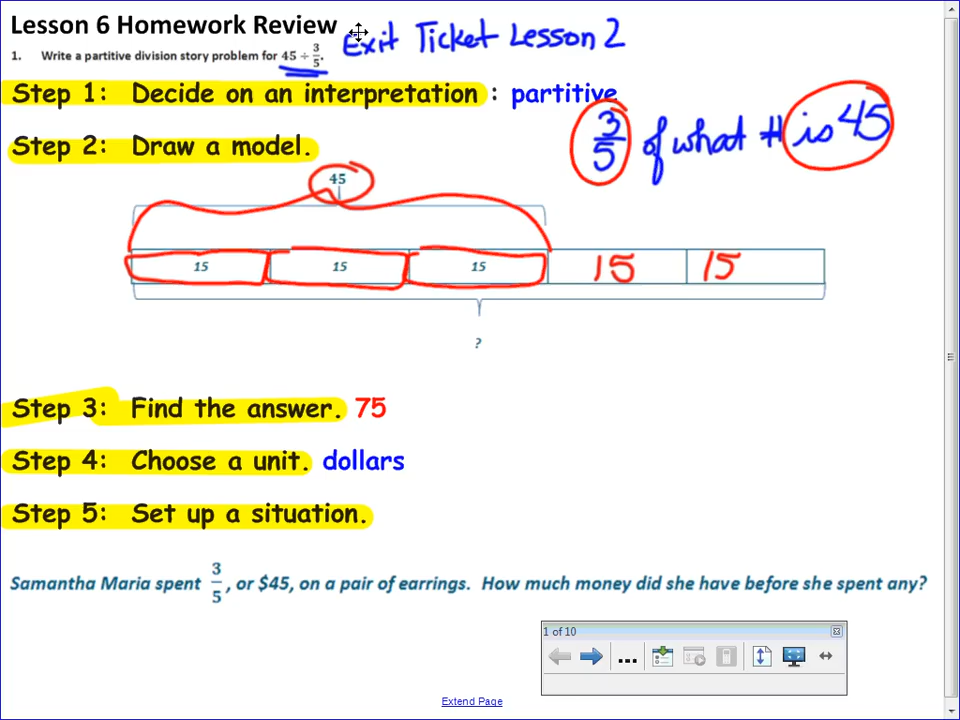 Lesson 6 Homework Review
Exit Ticket Lesson 2
1. Write a partitive division story problem for 45 ÷ 3/5.
Step 1: Decide on an interpretation : partitive
3/5 of what # is 45
Step 2: Draw a model.
45
15 15 15 15 15
?
Step 3: Find the answer. 75
Step 4: Choose a unit. dollars
Step 5: Set up a situation.
Samantha Maria spent 3/5, or $45, on a pair of earrings. How much money did she have before she spent any?
1 of 10
Extend Page